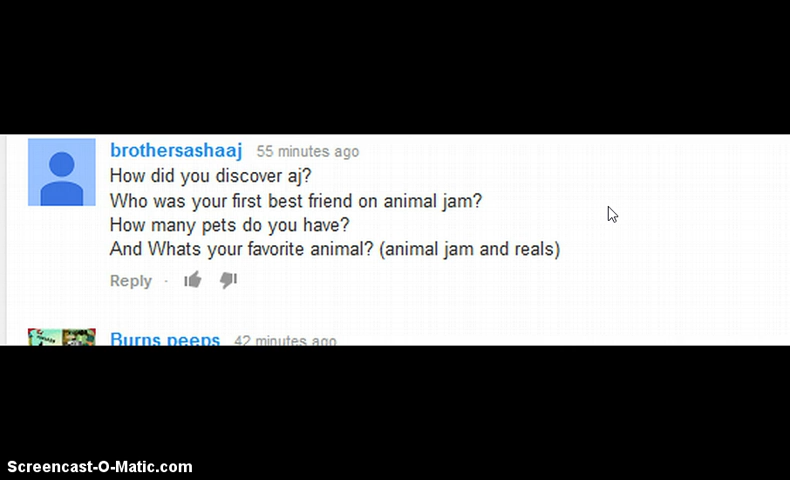 brothersashaaj 55 minutes ago
How did you discover aj?
Who was your first best friend on animal jam?
How many pets do you have?
And Whats your favorite animal? (animal jam and reals)
Reply ·
Burns peeps 42 minutes ago
Screencast-O-Matic.com